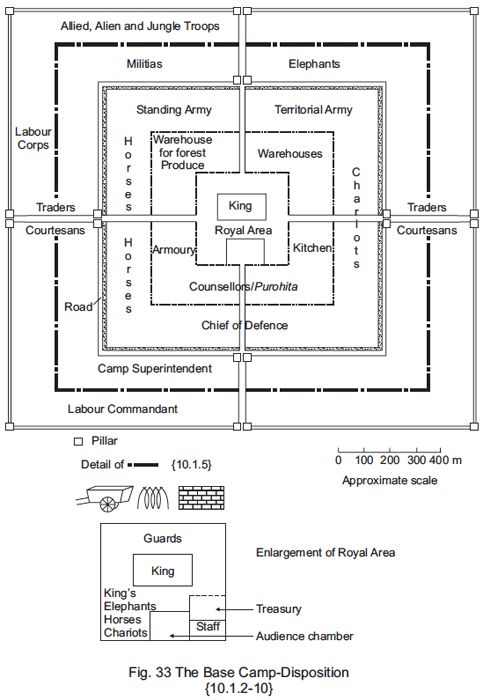 Allied, Alien and Jungle Troops
Militias
Elephants
Standing Army
Territorial Army
Labour
Corps
Horses
Warehouse
for forest
Produce
Warehouses
Chariots
King
Royal Area
Traders
Traders
Courtesans
Courtesans
Horses
Armoury
Kitchen
Counsellors/Purohita
Road
Chief of Defence
Camp Superintendent
Labour Commandant
Pillar
Detail of {10.1.5}
0 100 200 300 400 m
Approximate scale
Guards
King
Enlargement of Royal Area
King's
Elephants
Horses
Chariots
Treasury
Staff
Audience chamber
Fig. 33 The Base Camp-Disposition
{10.1.2-10}